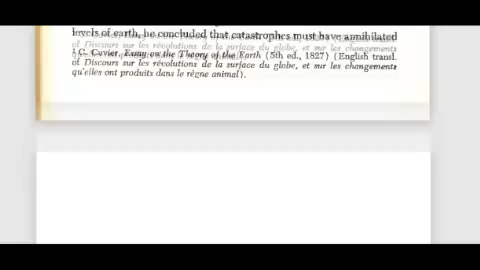 levels of earth, he concluded that catastrophes must have annihilated
¹ C. Cuvier, Essay on the Theory of the Earth (5th ed., 1827) (English transl.
of Discours sur les révolutions de la surface du globe, et sur les changements
qu'elles ont produits dans le règne animal).